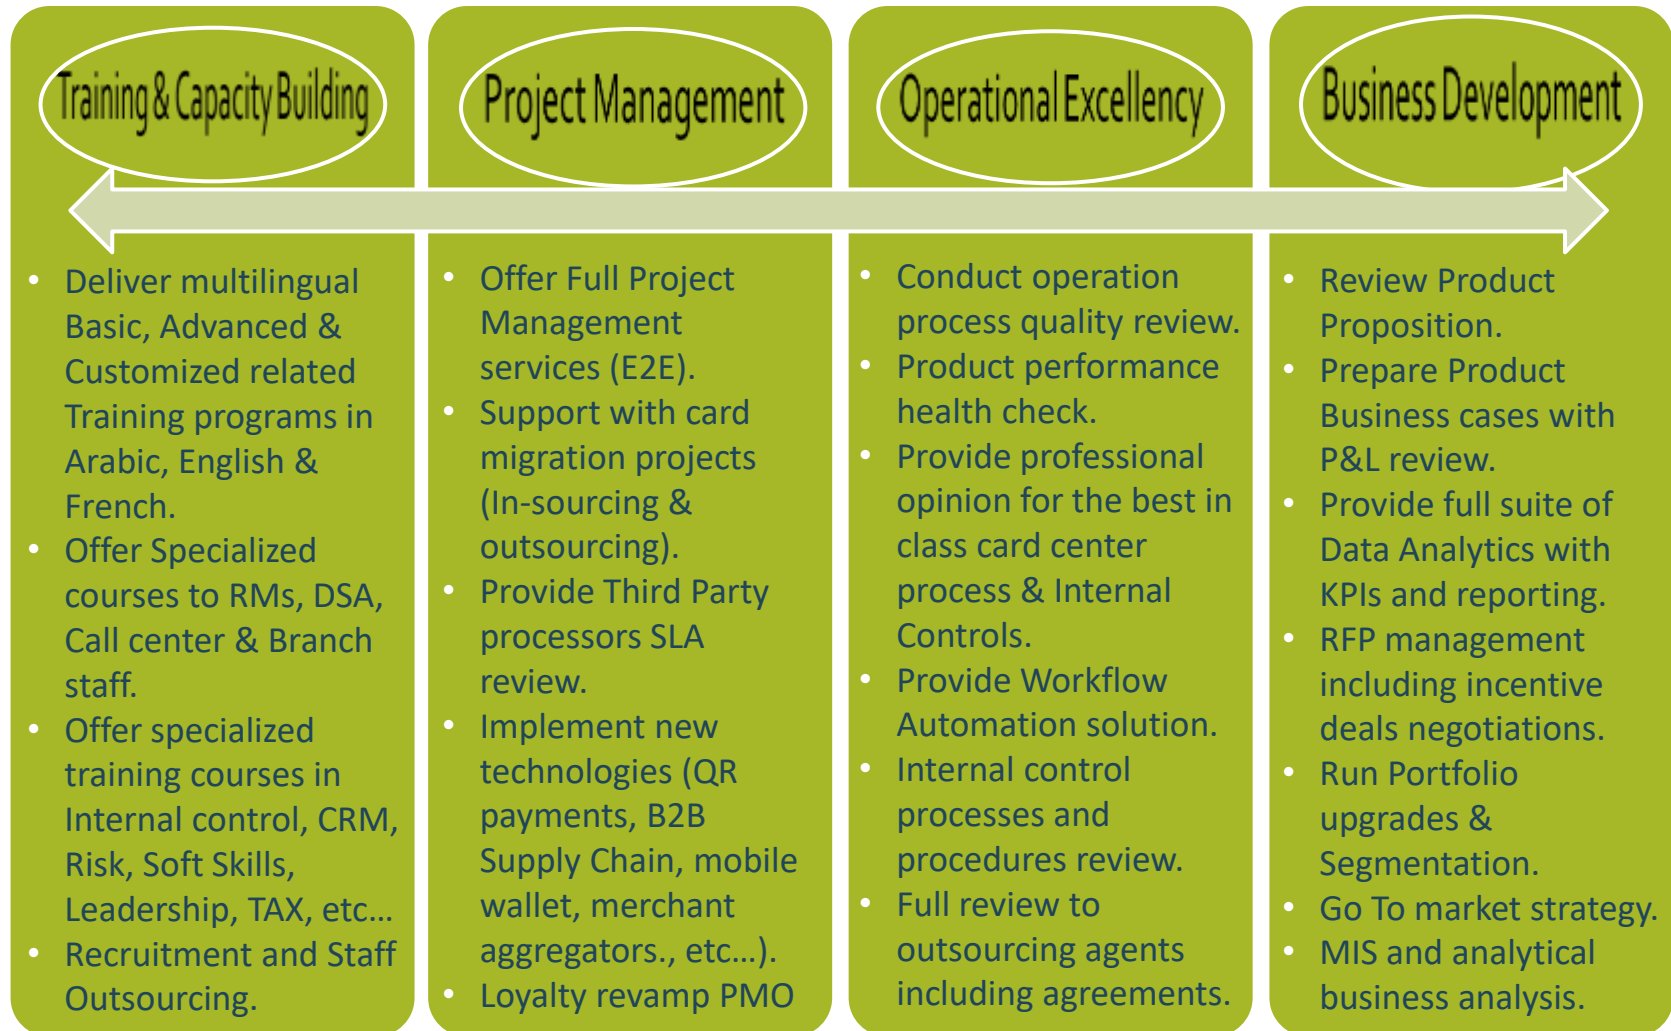 Training & Capacity Building
• Deliver multilingual
Basic, Advanced &
Customized related
Training programs in
Arabic, English &
French.
• Offer Specialized
courses to RMs, DSA,
Call center & Branch
staff.
• Offer specialized
training courses in
Internal control, CRM,
Risk, Soft Skills,
Leadership, TAX, etc...
• Recruitment and Staff
Outsourcing.
Project Management
• Offer Full Project
Management
services (E2E).
• Support with card
migration projects
(In-sourcing &
outsourcing).
• Provide Third Party
processors SLA
review.
• Implement new
technologies (QR
payments, B2B
Supply Chain, mobile
wallet, merchant
aggregators., etc...).
• Loyalty revamp PMO
Operational Excellency
• Conduct operation
process quality review.
• Product performance
health check.
• Provide professional
opinion for the best in
class card center
process & Internal
Controls.
• Provide Workflow
Automation solution.
• Internal control
processes and
procedures review.
• Full review to
outsourcing agents
including agreements.
Business Development
• Review Product
Proposition.
• Prepare Product
Business cases with
P&L review.
• Provide full suite of
Data Analytics with
KPIs and reporting.
• RFP management
including incentive
deals negotiations.
• Run Portfolio
upgrades &
Segmentation.
• Go To market strategy.
• MIS and analytical
business analysis.